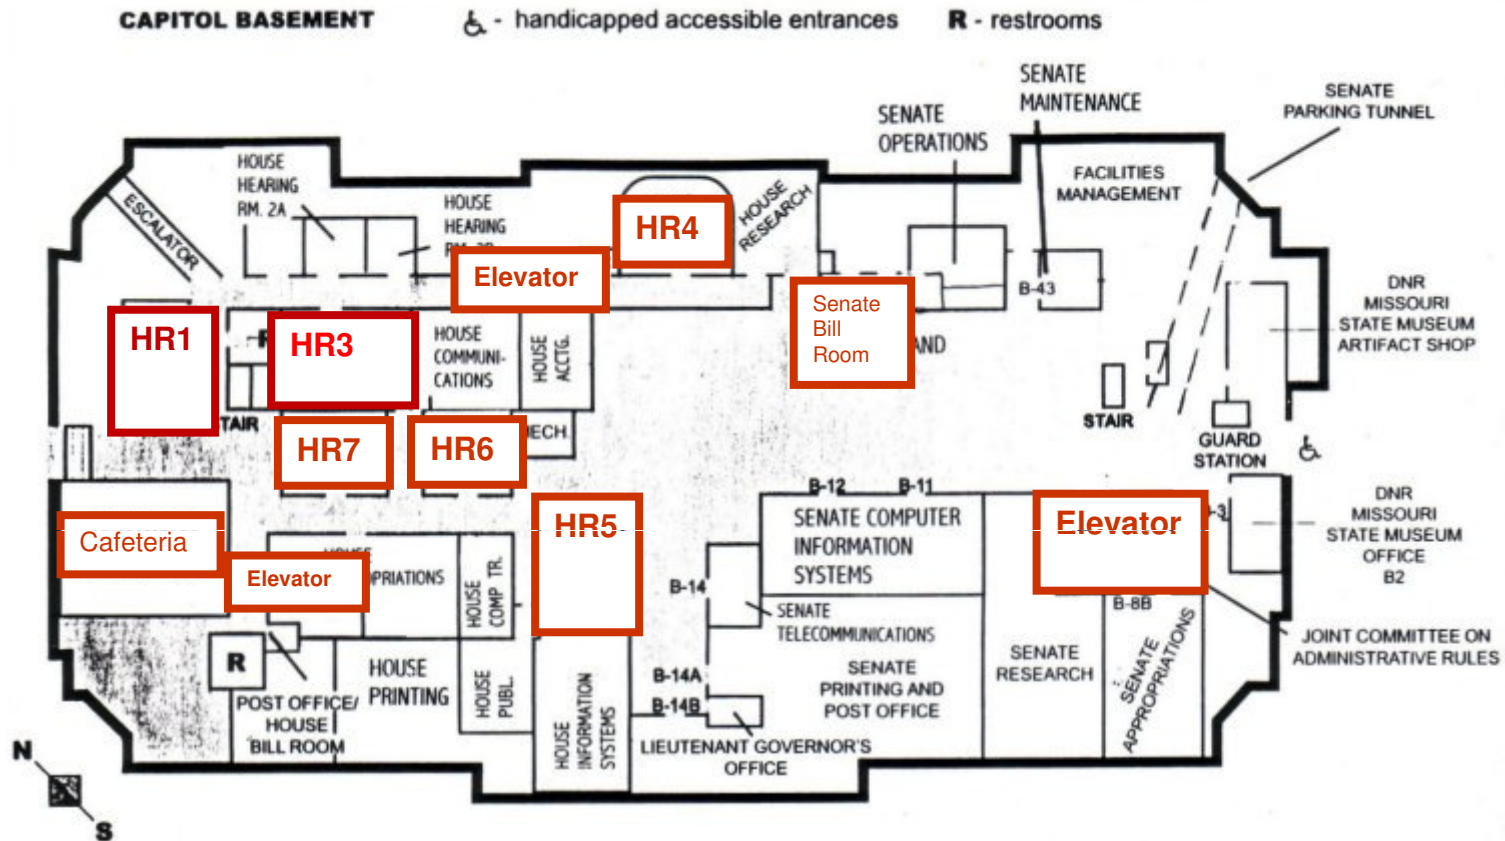 CAPITOL BASEMENT
- handicapped accessible entrances
R - restrooms
SENATE
MAINTENANCE
SENATE
PARKING TUNNEL
SENATE
OPERATIONS
HOUSE
HEARING
RM. 2A
HOUSE
HEARING
FACILITIES
MANAGEMENT
ESCALATOR
HOUSE
RESEARCH
HR4
Elevator
B-43
DNR
MISSOURI
STATE MUSEUM
ARTIFACT SHOP
Senate
Bill
Room
AND
HR1
HR3
HOUSE
COMMUNI-
CATIONS
HOUSE
ACCTG.
TAIR
STAIR
HR7
HR6
ECH.
GUARD
STATION
B-12
B-11
HR5
SENATE COMPUTER
INFORMATION
SYSTEMS
Elevator
-3
DNR
MISSOURI
STATE MUSEUM
OFFICE
B2
Cafeteria
Elevator
OPRIATIONS
HOUSE
COMP TR.
B-14
SENATE
TELECOMMUNICATIONS
B-8B
JOINT COMMITTEE ON
ADMINISTRATIVE RULES
R
POST OFFICE/
HOUSE
BILL ROOM
HOUSE
PRINTING
HOUSE
PUBL.
HOUSE
INFORMATION
SYSTEMS
B-14A
B-14B
SENATE
PRINTING AND
POST OFFICE
LIEUTENANT GOVERNOR'S
OFFICE
SENATE
RESEARCH
SENATE
APPROPRIATIONS
N
S